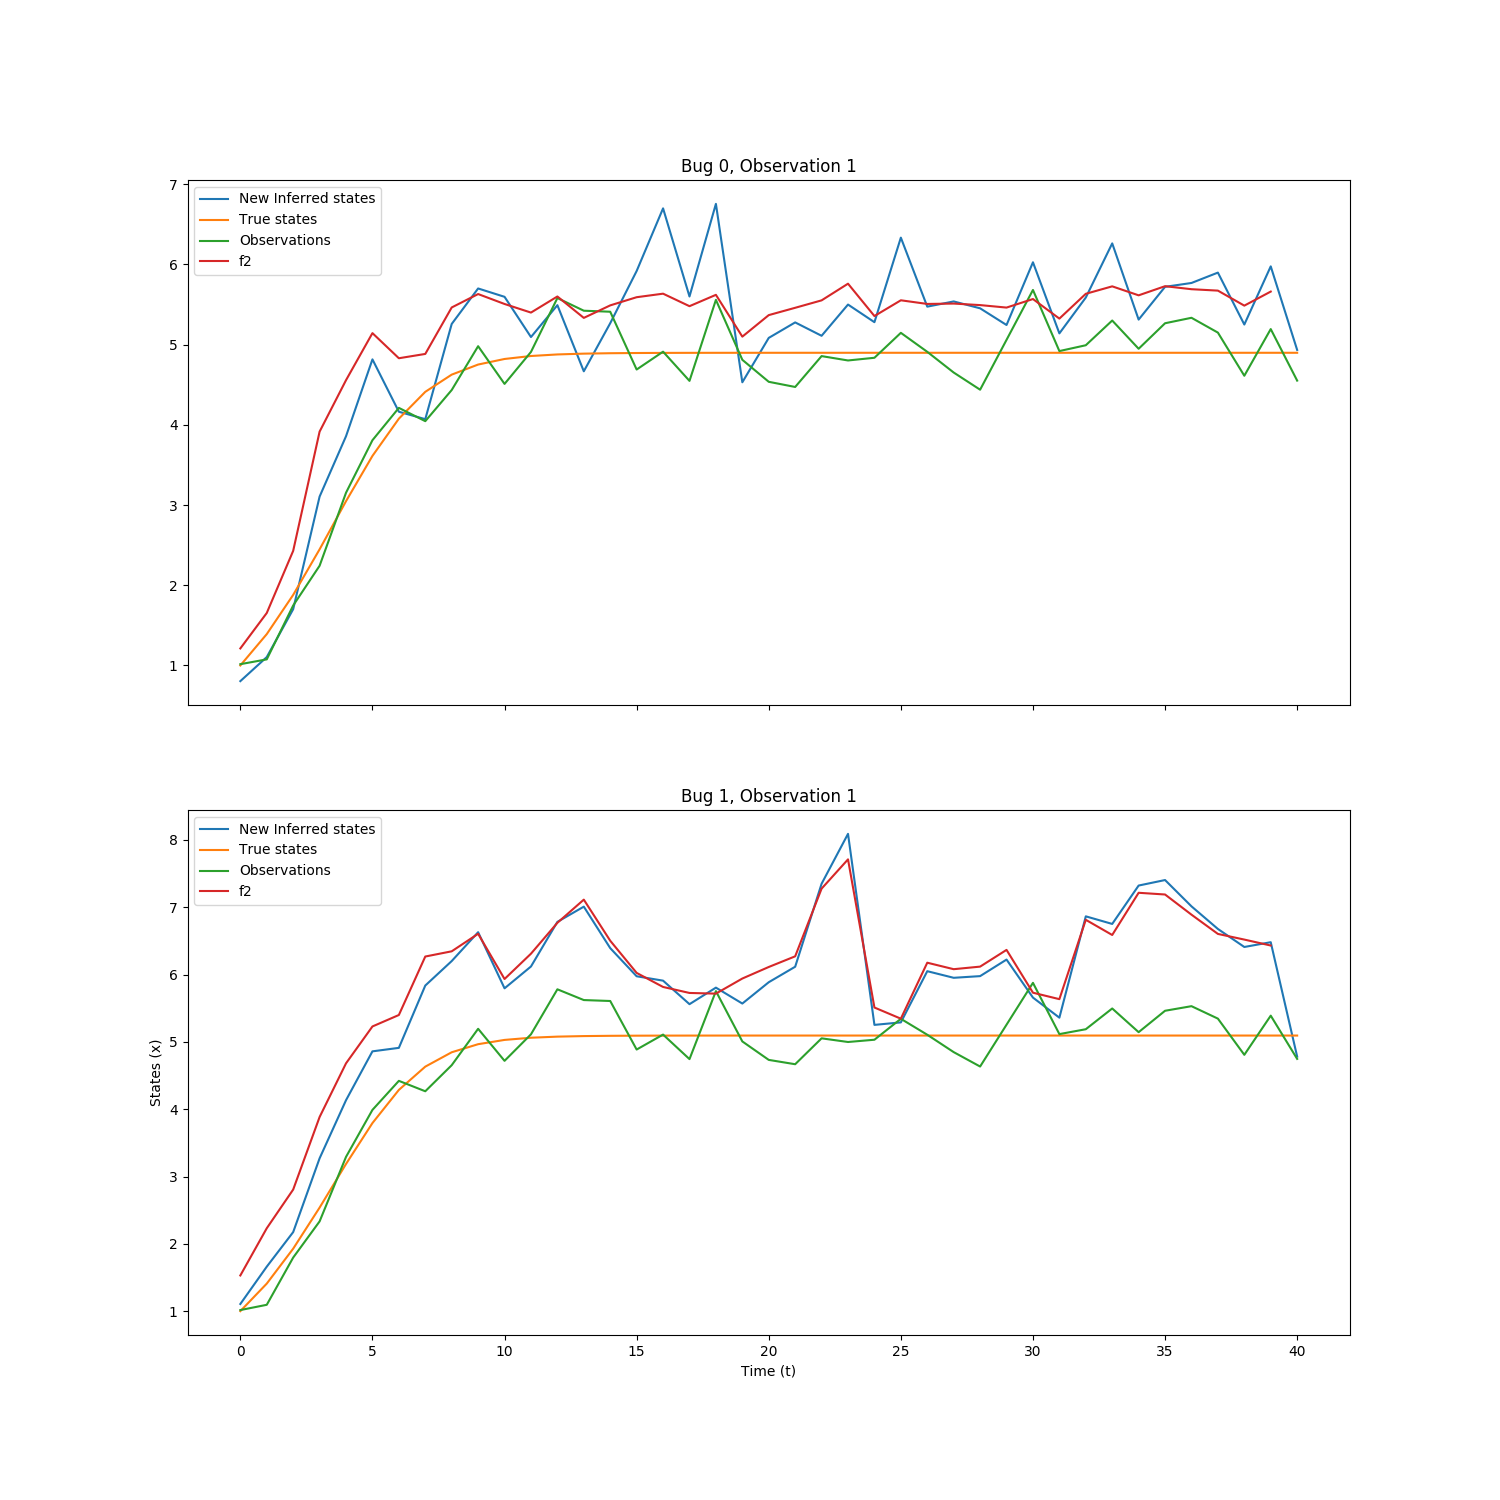 Bug 0, Observation 1
7
6
5
4
3
2
1
New Inferred states
True states
Observations
f2
Bug 1, Observation 1
States (x)
8
7
6
5
4
3
2
1
New Inferred states
True states
Observations
f2
0 5 10 15 20 25 30 35 40
Time (t)